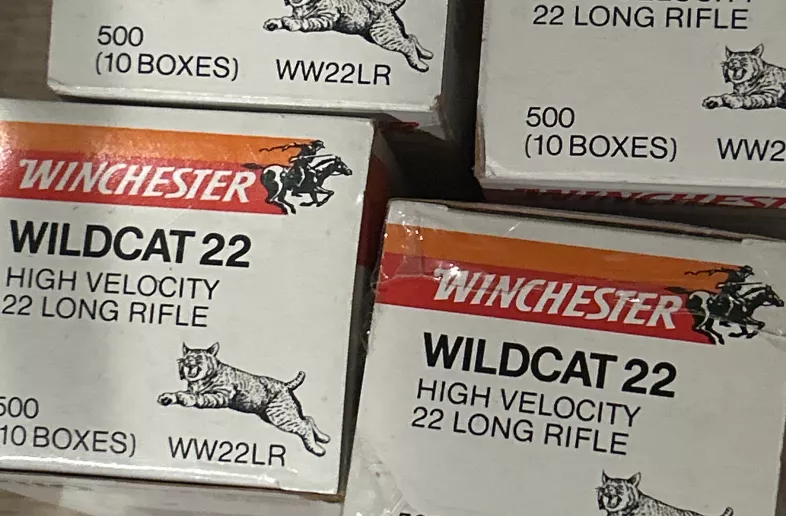 500
(10 BOXES) WW22LR
22 LONG RIFLE
500
(10 BOXES)
WINCHESTER
WILDCAT 22
HIGH VELOCITY
22 LONG RIFLE
500
10 BOXES) WW22LR
WINCHESTER
WINCHESTER
WILDCAT 22
HIGH VELOCITY
22 LONG RIFLE